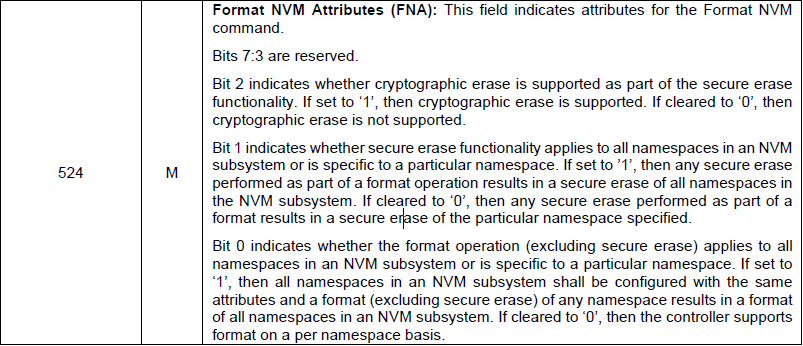 Format NVM Attributes (FNA): This field indicates attributes for the Format NVM
command.
Bits 7:3 are reserved.
Bit 2 indicates whether cryptographic erase is supported as part of the secure erase
functionality. If set to ‘1’, then cryptographic erase is supported. If cleared to ‘0’, then
cryptographic erase is not supported.
Bit 1 indicates whether secure erase functionality applies to all namespaces in an NVM
subsystem or is specific to a particular namespace. If set to ’1’, then any secure erase
performed as part of a format operation results in a secure erase of all namespaces in
the NVM subsystem. If cleared to ‘0’, then any secure erase performed as part of a
format results in a secure erase of the particular namespace specified.
Bit 0 indicates whether the format operation (excluding secure erase) applies to all
namespaces in an NVM subsystem or is specific to a particular namespace. If set to
‘1’, then all namespaces in an NVM subsystem shall be configured with the same
attributes and a format (excluding secure erase) of any namespace results in a format
of all namespaces in an NVM subsystem. If cleared to ‘0’, then the controller supports
format on a per namespace basis.
524
M